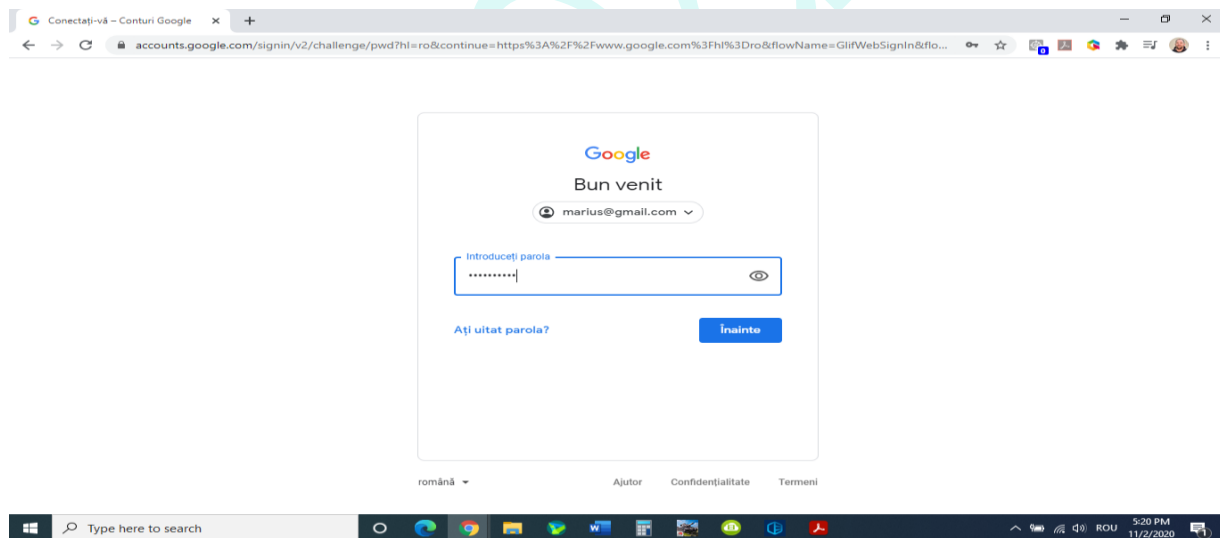 Conectați-vă – Conturi Google
accounts.google.com/signin/v2/challenge/pwd?hl=ro&continue=https%3A%2F%2Fwww.google.com%3Fhl%3Dro&flowName=GlifWebSignIn&flo...
0
Google
Bun venit
marius@gmail.com
Introduceți parola
••••••••••
Ați uitat parola?
Înainte
română
Ajutor Confidențialitate Termeni
Type here to search
ROU
5:20 PM
11/2/2020